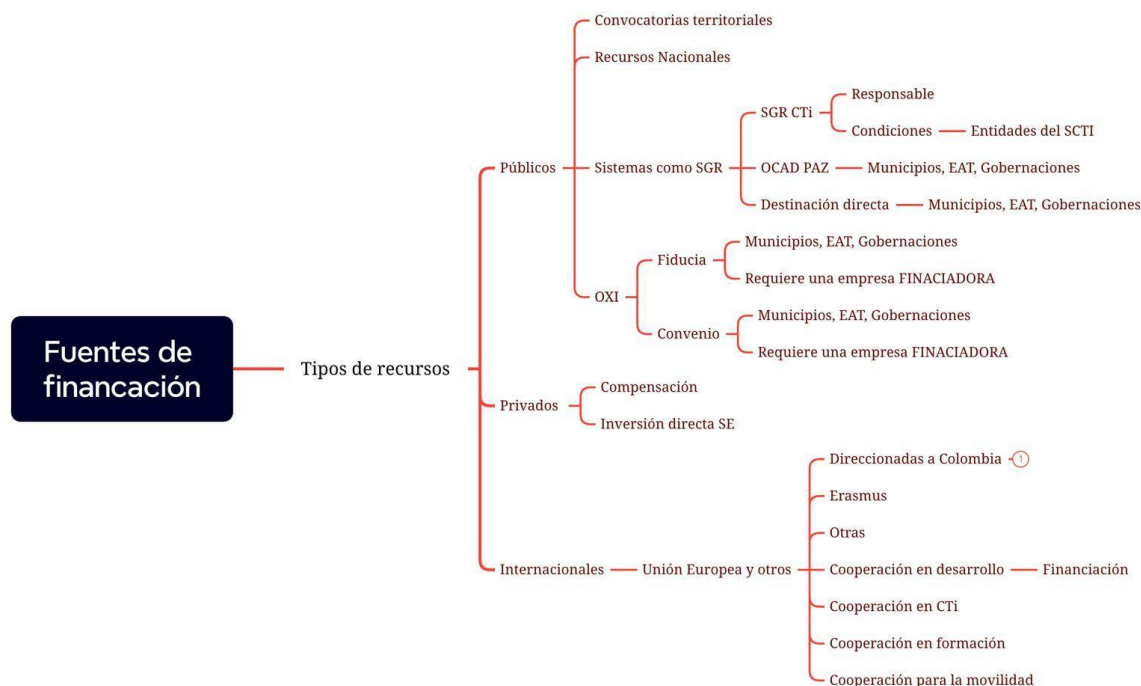 Convocatorias territoriales
Recursos Nacionales
Responsable
SGR CTi
Condiciones
Entidades del SCTI
Públicos
Sistemas como SGR
OCAD PAZ
Municipios, EAT, Gobernaciones
Destinación directa
Municipios, EAT, Gobernaciones
Municipios, EAT, Gobernaciones
Fiducia
Requiere una empresa FINACIADORA
OXI
Municipios, EAT, Gobernaciones
Convenio
Requiere una empresa FINACIADORA
Fuentes de
financación
Tipos de recursos
Compensación
Privados
Inversión directa SE
Direccionadas a Colombia
1
Erasmus
Otras
Internacionales
Unión Europea y otros
Cooperación en desarrollo
Financiación
Cooperación en CTi
Cooperación en formación
Cooperación para la movilidad